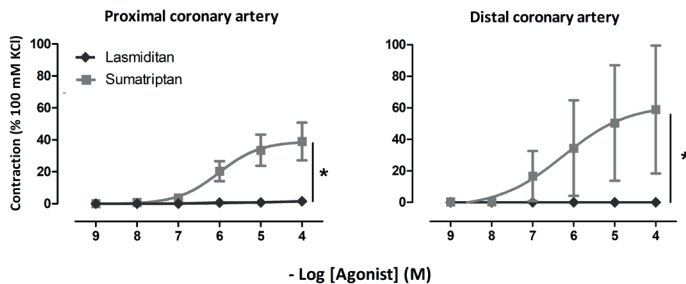 Proximal coronary artery
Distal coronary artery
Contraction (% 100 mM KCl)
100
80
60
40
20
0
Lasmiditan
Sumatriptan
*
9 8 7 6 5 4
100
80
60
40
20
0
*
9 8 7 6 5 4
- Log [Agonist] (M)